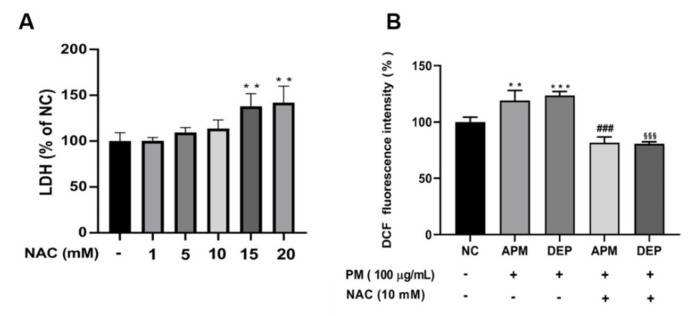 A
LDH (% of NC)
200
150
100
50
0
** **
NAC (mM) - 1 5 10 15 20
B
DCF fluorescence intensity (%)
150
100
50
0
** *** ### §§§
NC APM DEP APM DEP
PM ( 100 μg/mL) - + + + +
NAC (10 mM) - - - + +